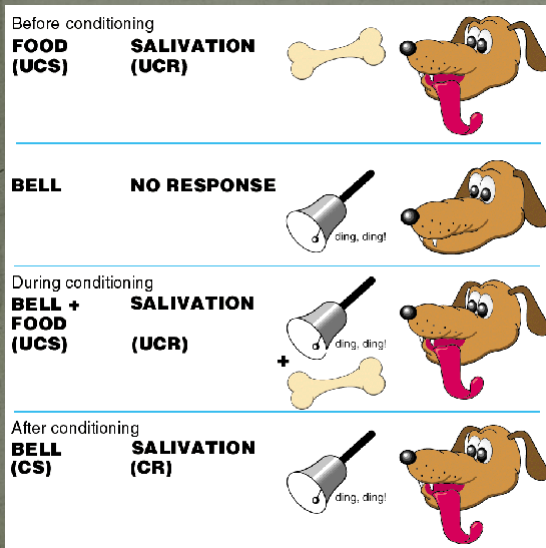 Before conditioning
FOOD SALIVATION
(UCS) (UCR)
BELL NO RESPONSE
ding, ding!
During conditioning
BELL + SALIVATION
FOOD
(UCS) (UCR)
ding, ding!
+
After conditioning
BELL SALIVATION
(CS) (CR)
ding, ding!